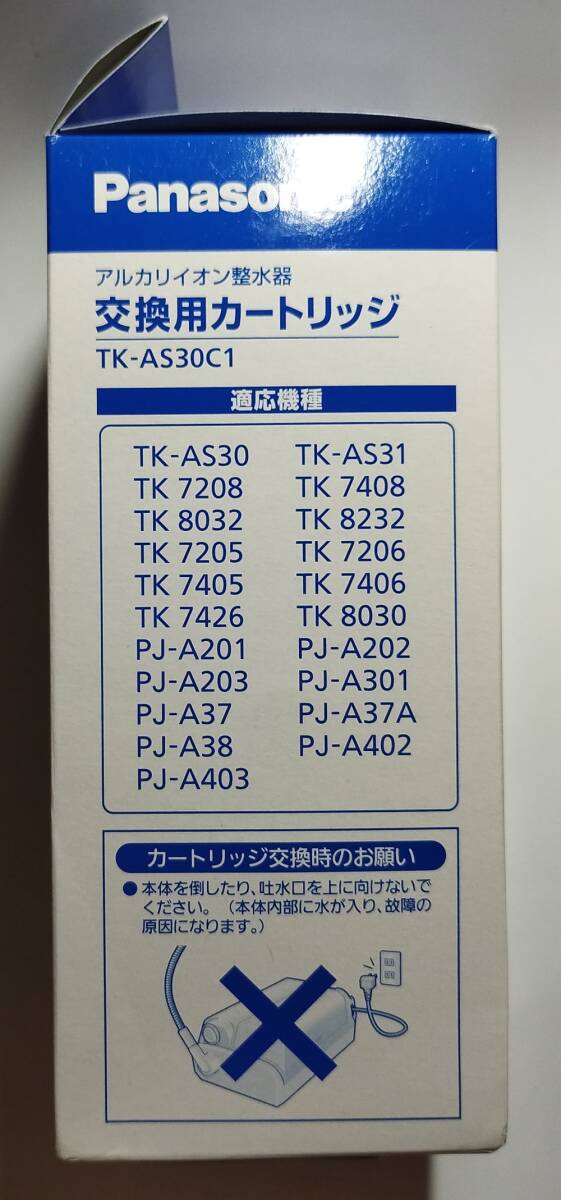 Panasonic
アルカリイオン整水器
交換用カートリッジ
TK-AS30C1
適応機種
TK-AS30 TK-AS31
TK 7208 TK 7408
TK 8032 TK 8232
TK 7205 TK 7206
TK 7405 TK 7406
TK 7426 TK 8030
PJ-A201 PJ-A202
PJ-A203 PJ-A301
PJ-A37 PJ-A37A
PJ-A38 PJ-A402
PJ-A403
カートリッジ交換時のお願い
●本体を倒したり、吐水口を上に向けないで
ください。（本体内部に水が入り、故障の
原因になります。）